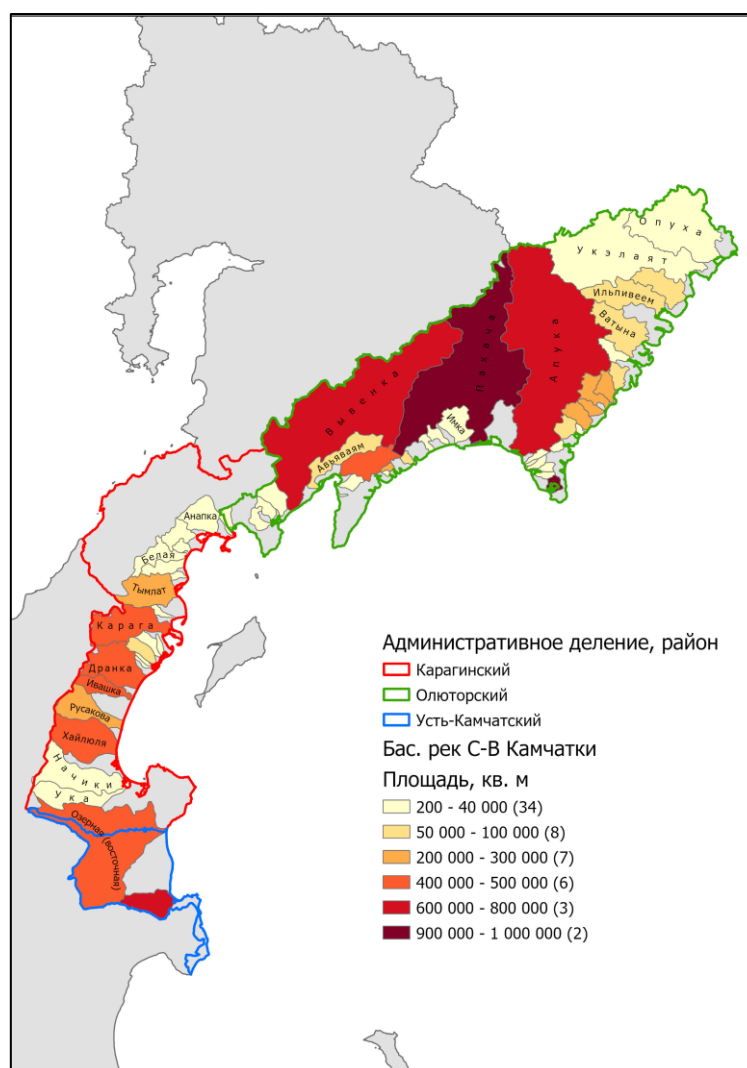 Опуха
Укэлаят
Ильпивеем
Ватына
Апука
Пахача
Вывенка
Имка
Авьяваям
Анапка
Белая
Тымлат
Карага
Дранка
Ивашка
Русакова
Хайлюля
Начики
Ука
Озерная (восточная)
Административное деление, район
Карагинский
Олюторский
Усть-Камчатский
Бас. рек С-В Камчатки
Площадь, кв. м
200 - 40 000 (34)
50 000 - 100 000 (8)
200 000 - 300 000 (7)
400 000 - 500 000 (6)
600 000 - 800 000 (3)
900 000 - 1 000 000 (2)